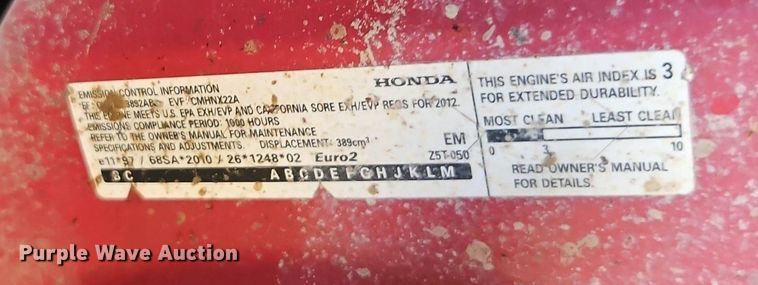 EMISSION CONTROL INFORMATION
HONDA
EVF CMHNX22A
THIS ENGINE MEETS U.S. EPA EXH/EVP AND CALIFORNIA SORE EXH/EVP REGS FOR 2012.
EMISSIONS COMPLIANCE PERIOD: 1000 HOURS
REFER TO THE OWNER'S MANUAL FOR MAINTENANCE
SPECIFICATIONS AND ADJUSTMENTS. DISPLACEMENT: 389cm³
EM
e11*97/68SA*2010/26*1248*02 Euro2
Z5T-050
A B C D E F G H J K L M
THIS ENGINE'S AIR INDEX IS 3
FOR EXTENDED DURABILITY.
MOST CLEAN LEAST CLEAN
0 3 10
READ OWNER'S MANUAL
FOR DETAILS.
Purple Wave Auction